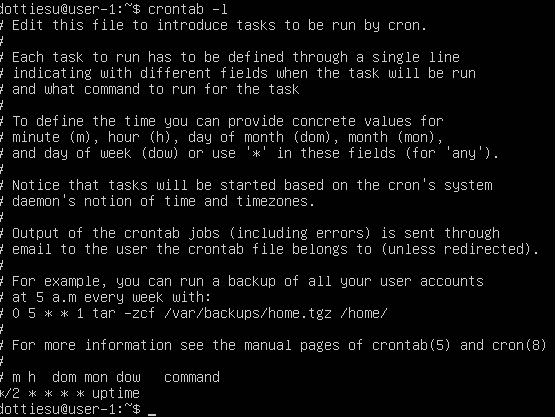 dottiesu@user-1:~$ crontab -l
# Edit this file to introduce tasks to be run by cron.
#
# Each task to run has to be defined through a single line
# indicating with different fields when the task will be run
# and what command to run for the task
#
# To define the time you can provide concrete values for
# minute (m), hour (h), day of month (dom), month (mon),
# and day of week (dow) or use '*' in these fields (for 'any').
#
# Notice that tasks will be started based on the cron's system
# daemon's notion of time and timezones.
#
# Output of the crontab jobs (including errors) is sent through
# email to the user the crontab file belongs to (unless redirected).
#
# For example, you can run a backup of all your user accounts
# at 5 a.m every week with:
# 0 5 * * 1 tar -zcf /var/backups/home.tgz /home/
#
# For more information see the manual pages of crontab(5) and cron(8)
#
# m h  dom mon dow   command
*/2 * * * * uptime
dottiesu@user-1:~$ _